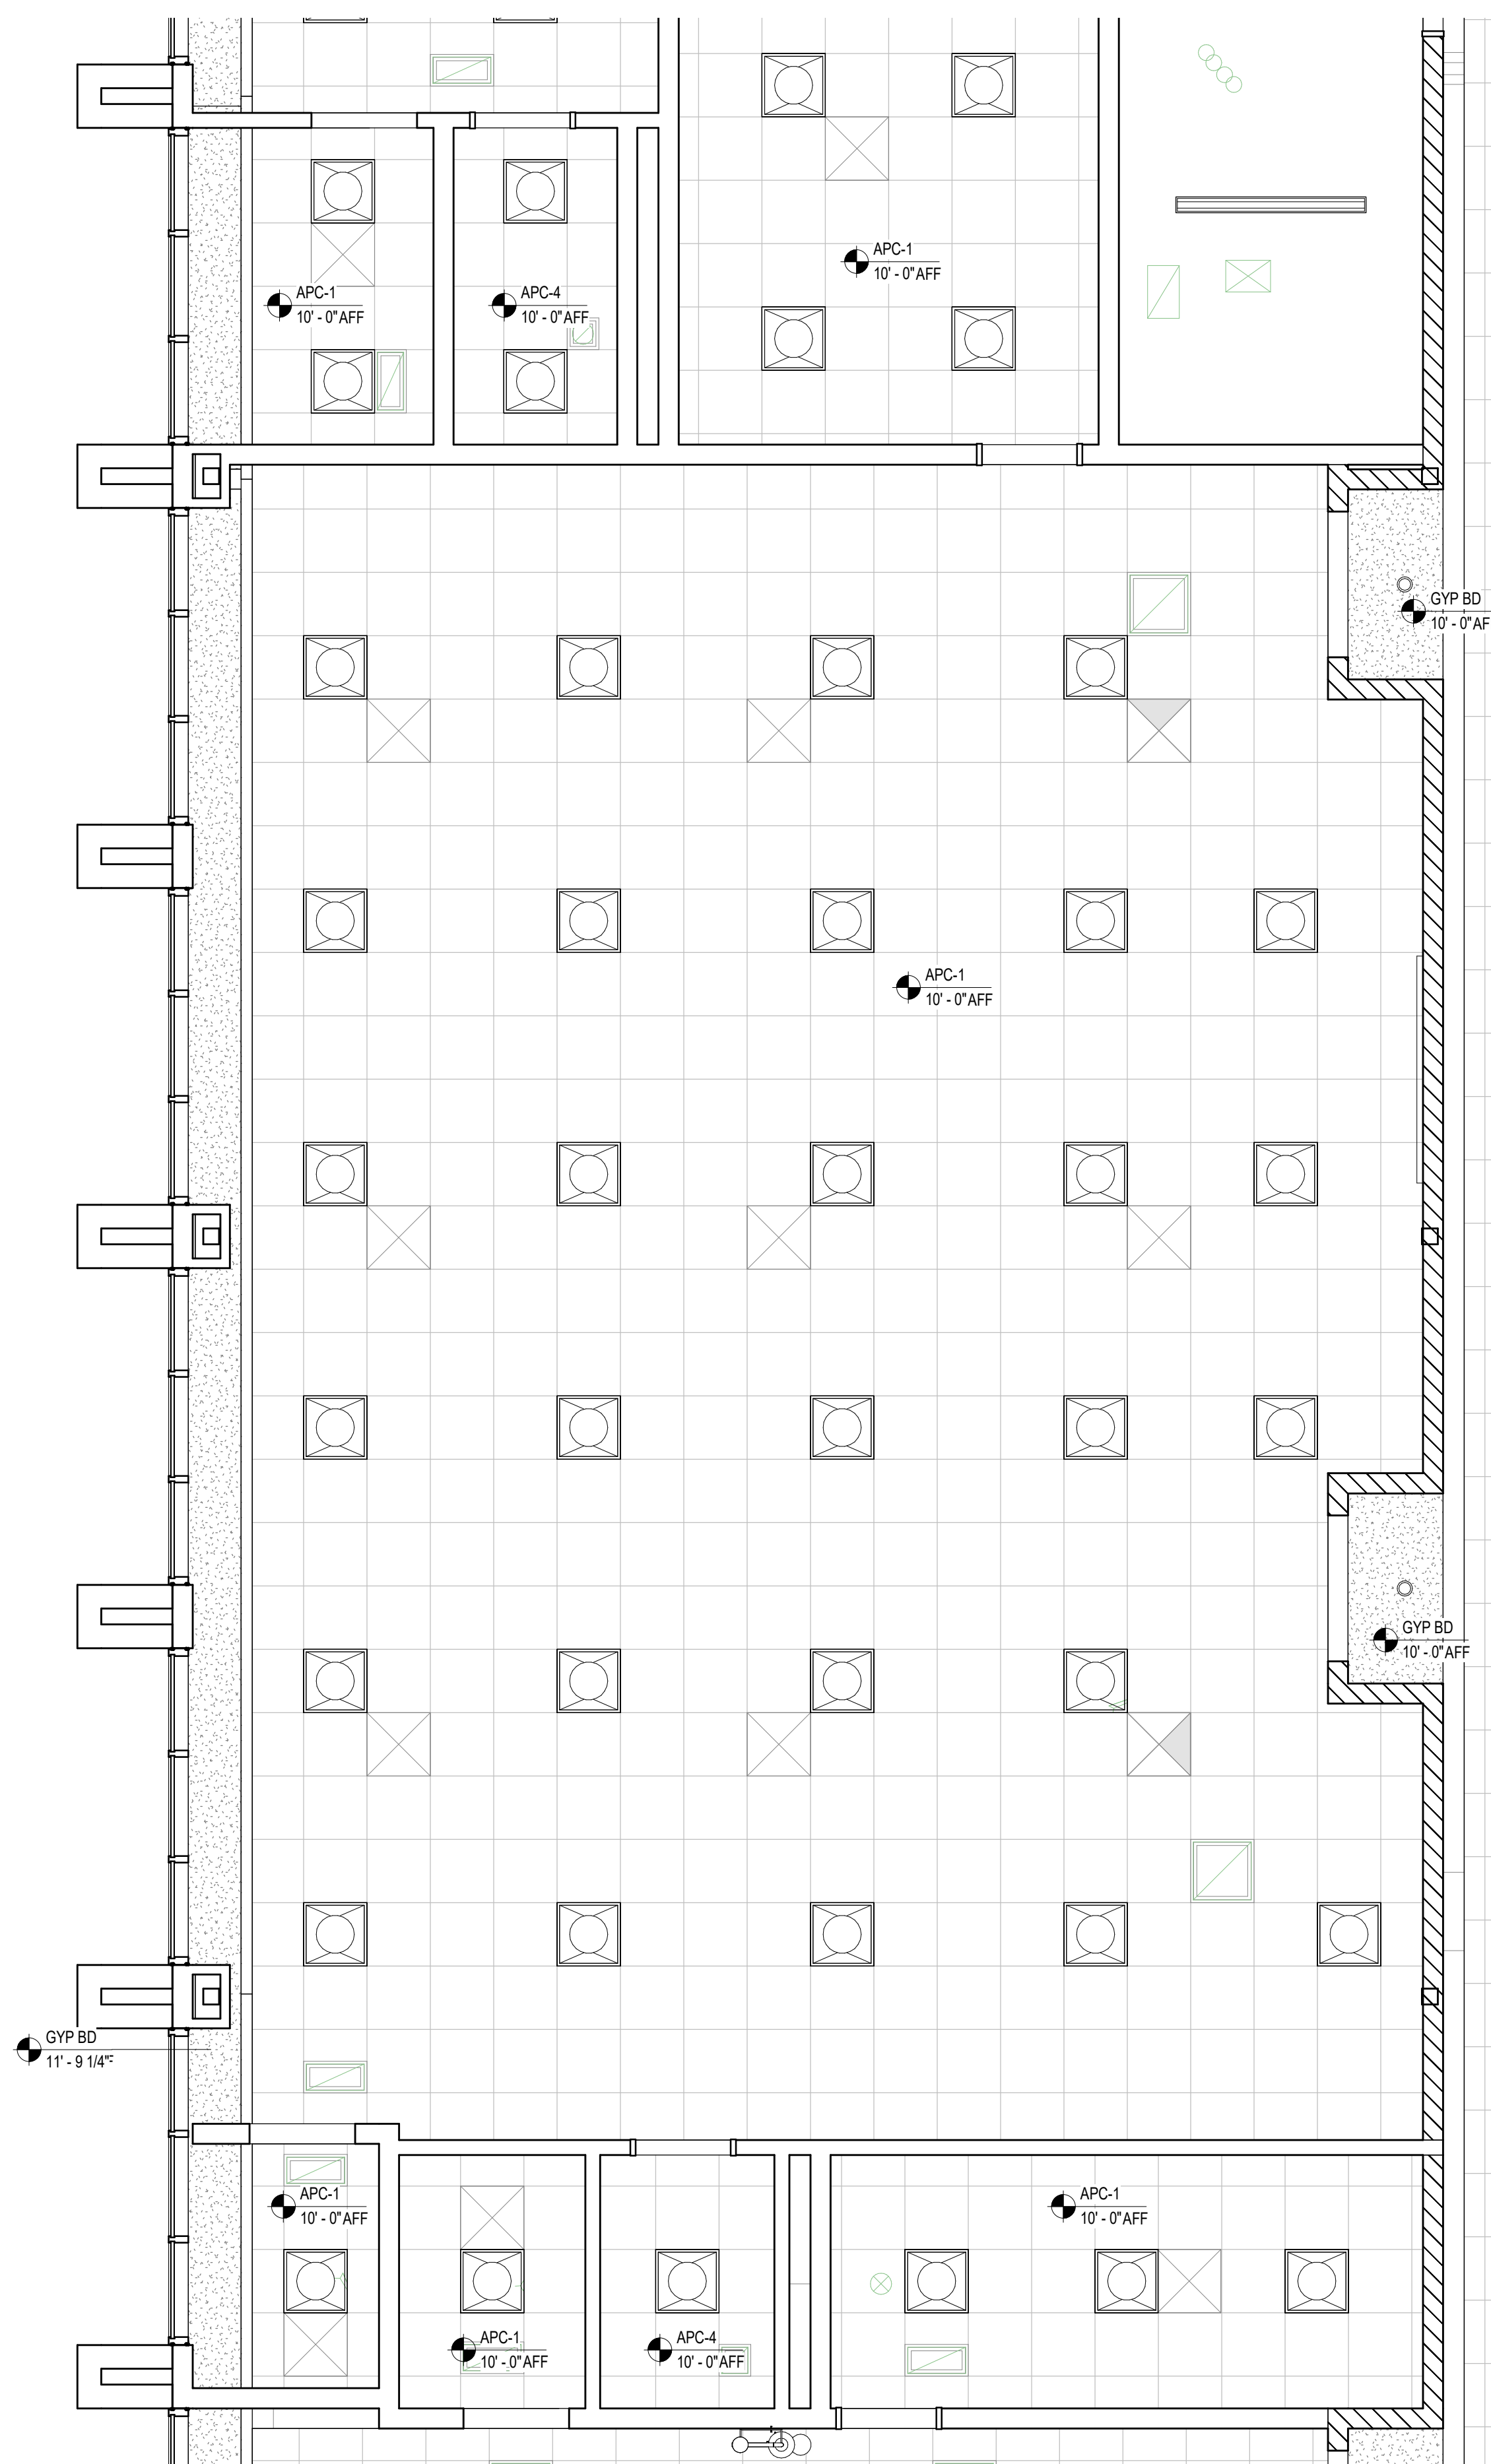 APC-1
10' - 0" AFF
APC-1
10' - 0" AFF
APC-4
10' - 0" AFF
GYP BD
10' - 0" AF
APC-1
10' - 0" AFF
GYP BD
10' - 0" AFF
GYP BD
11' - 9 1/4"
APC-1
10' - 0" AFF
APC-1
10' - 0" AFF
APC-1
10' - 0" AFF
APC-4
10' - 0" AFF